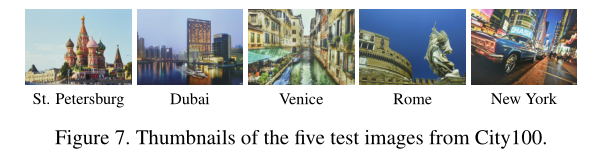 St. Petersburg
Dubai
Venice
Rome
New York
Figure 7. Thumbnails of the five test images from City100.